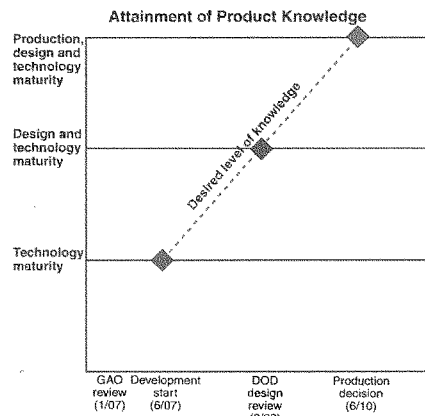 Attainment of Product Knowledge
Production,
design and
technology
maturity
Design and
technology
maturity
Technology
maturity
Desired level of knowledge
GAO
review
(1/07)
Development
start
(6/07)
DOD
design
review
Production
decision
(6/10)